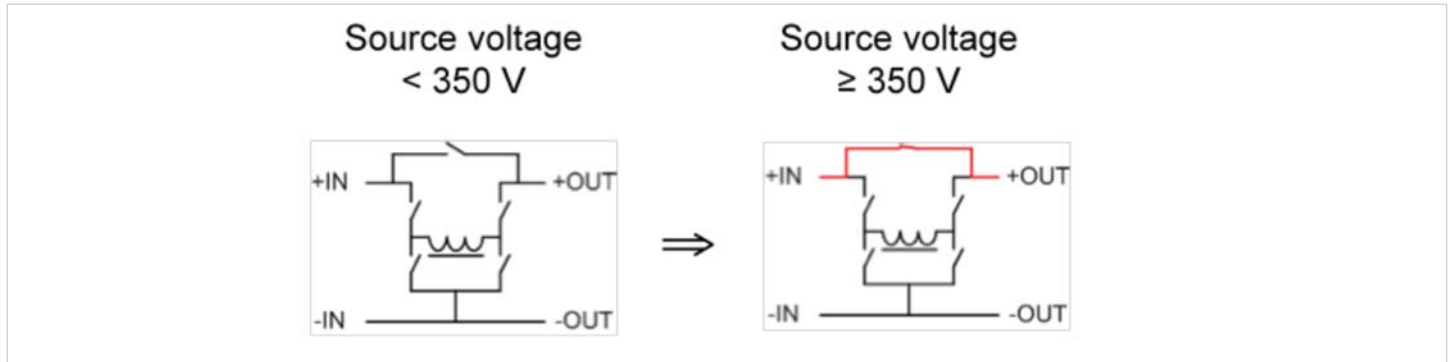 Source voltage
< 350 V
Source voltage
≥ 350 V
+IN
+OUT
-IN
-OUT
+IN
+OUT
-IN
-OUT